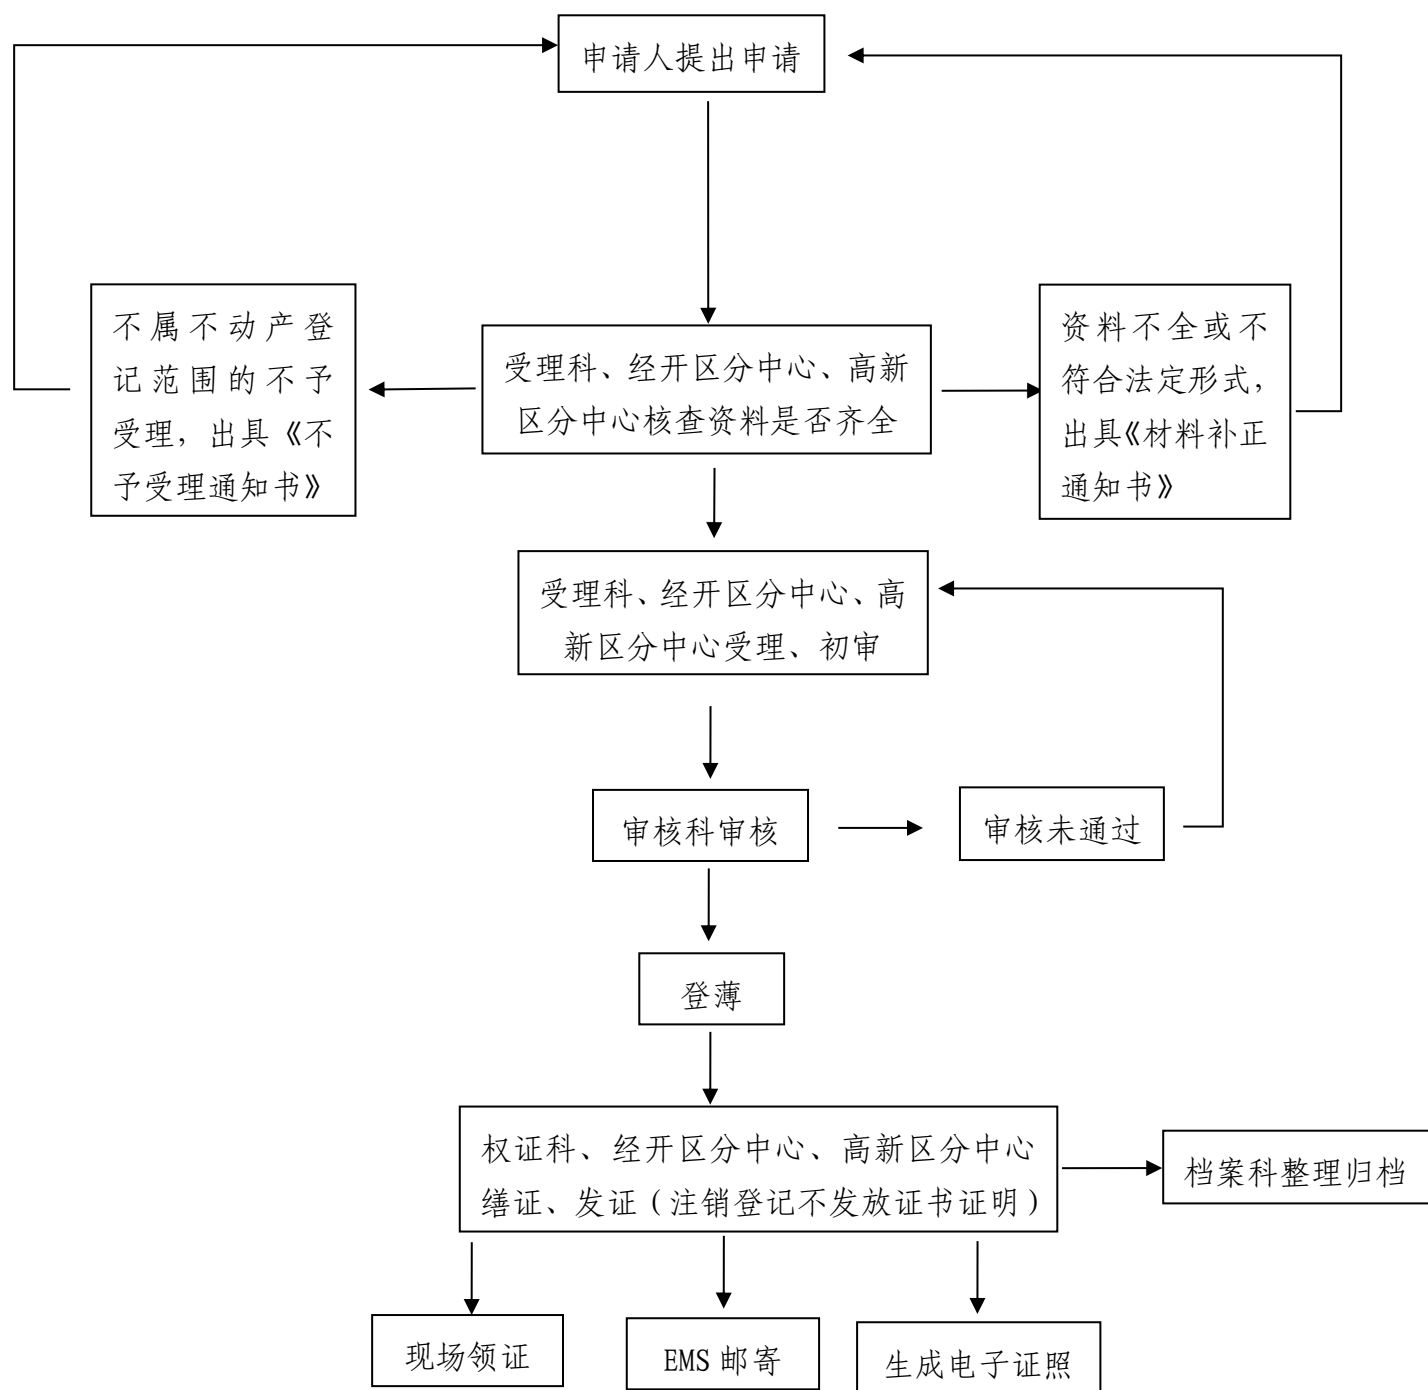 申请人提出申请
不属不动产登
记范围的不予
受理，出具《不
予受理通知书》
受理科、经开区分中心、高新
区分中心核查资料是否齐全
资料不全或不
符合法定形式，
出具《材料补正
通知书》
受理科、经开区分中心、高
新区分中心受理、初审
审核科审核
审核未通过
登薄
权证科、经开区分中心、高新区分中心
缮证、发证（注销登记不发放证书证明）
档案科整理归档
现场领证
EMS 邮寄
生成电子证照